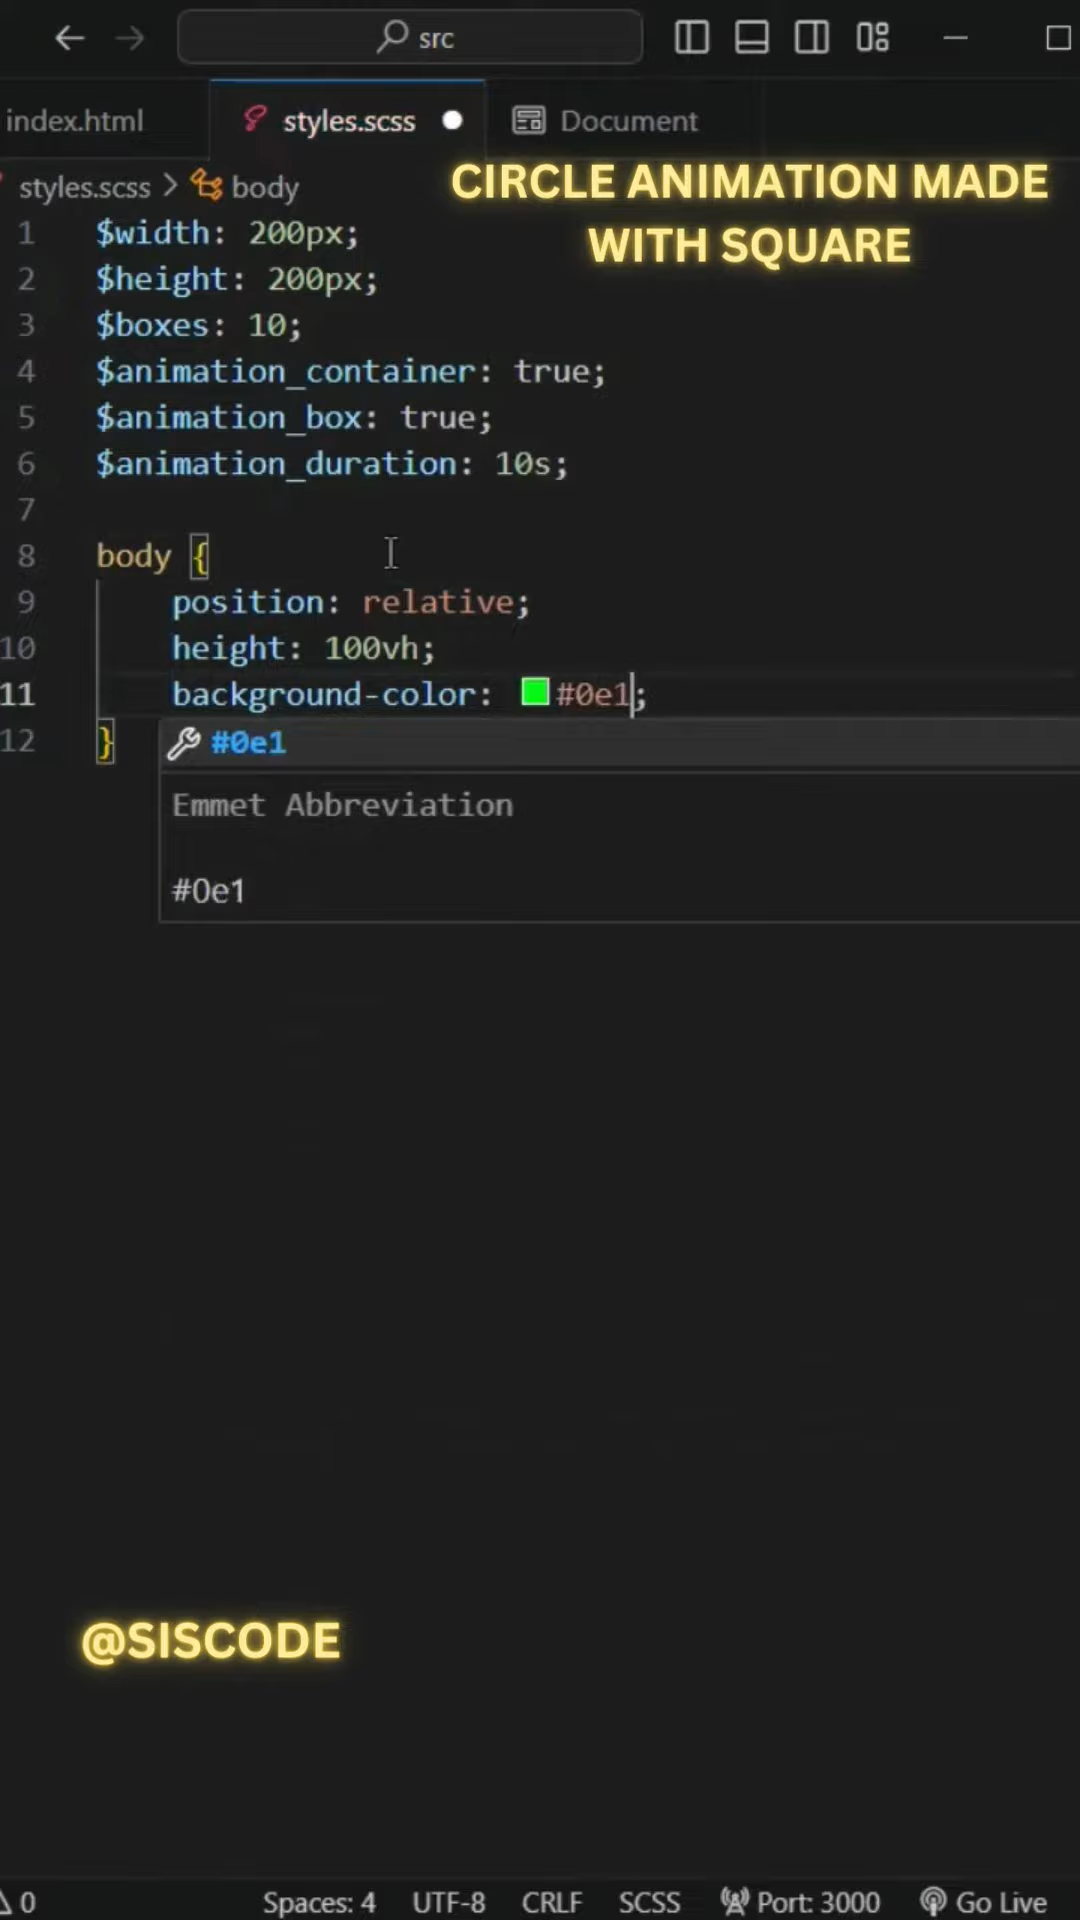 src
index.html styles.scss Document
styles.scss > body
CIRCLE ANIMATION MADE
WITH SQUARE
1 $width: 200px;
2 $height: 200px;
3 $boxes: 10;
4 $animation_container: true;
5 $animation_box: true;
6 $animation_duration: 10s;
7
8 body {
9 position: relative;
10 height: 100vh;
11 background-color: #0e1;
12 }
#0e1
Emmet Abbreviation
#0e1
@SISCODE
0 Spaces: 4 UTF-8 CRLF SCSS Port: 3000 Go Live